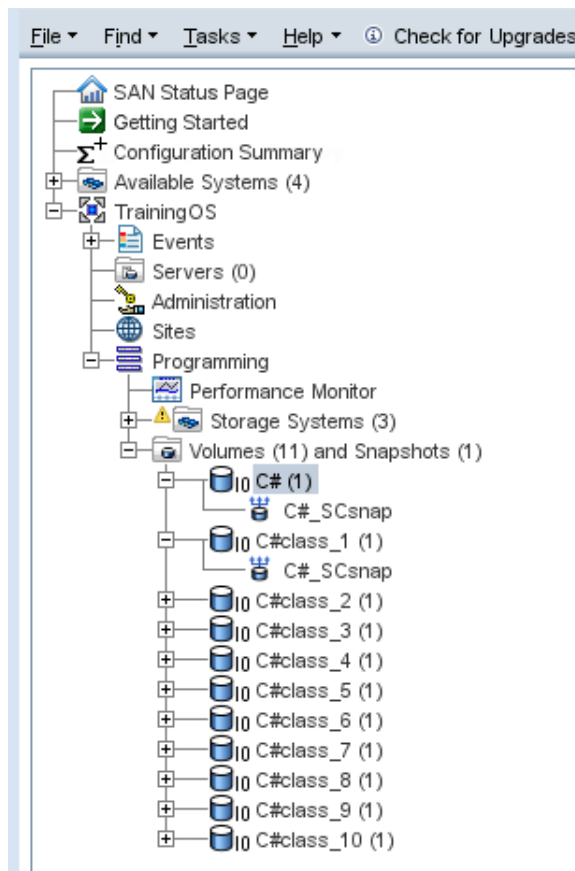 File Find Tasks Help Check for Upgrades
SAN Status Page
Getting Started
Configuration Summary
Available Systems (4)
TrainingOS
Events
Servers (0)
Administration
Sites
Programming
Performance Monitor
Storage Systems (3)
Volumes (11) and Snapshots (1)
C# (1)
C#_SCsnap
C#class_1 (1)
C#_SCsnap
C#class_2 (1)
C#class_3 (1)
C#class_4 (1)
C#class_5 (1)
C#class_6 (1)
C#class_7 (1)
C#class_8 (1)
C#class_9 (1)
C#class_10 (1)